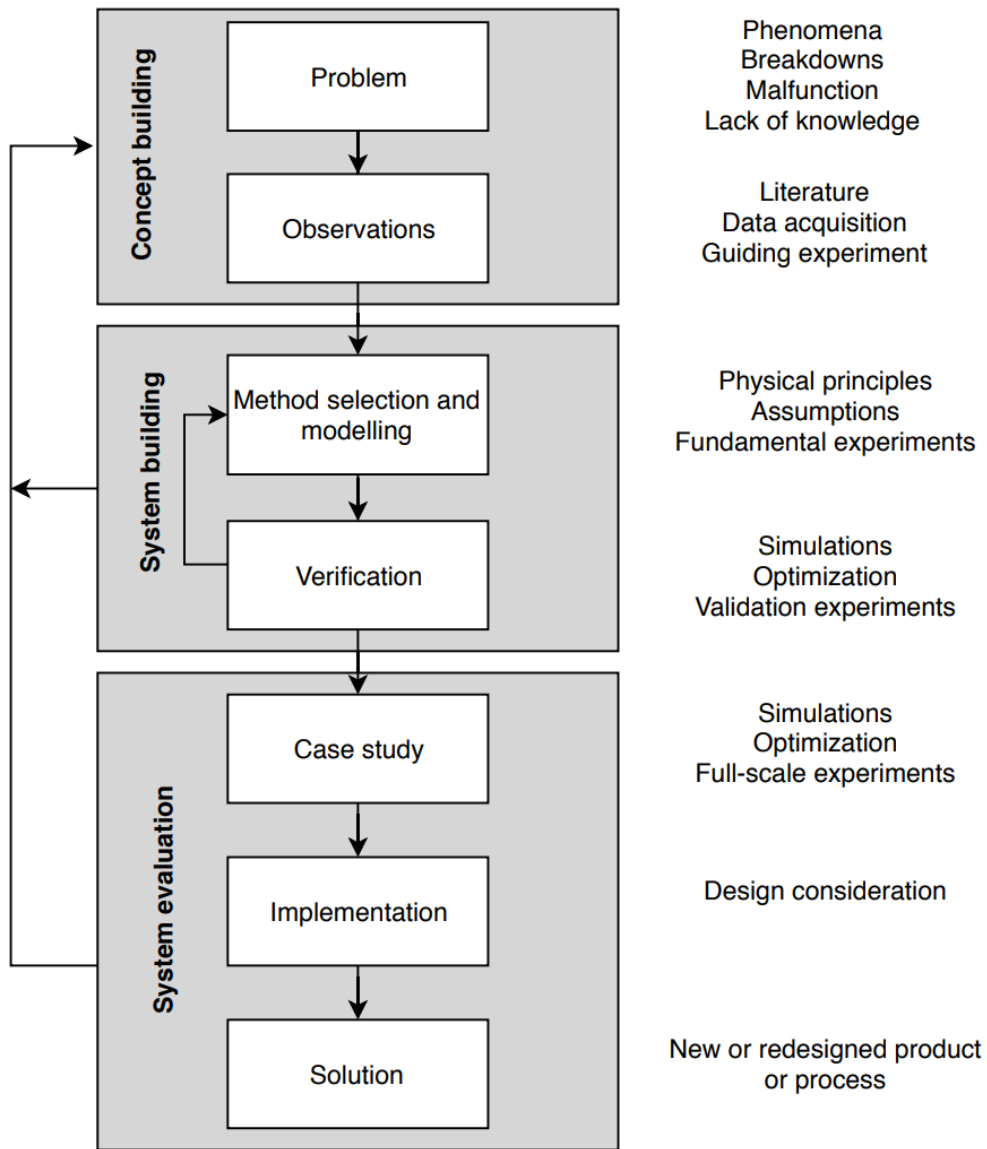 Concept building
Problem
Phenomena
Breakdowns
Malfunction
Lack of knowledge
Observations
Literature
Data acquisition
Guiding experiment
System building
Method selection and
modelling
Physical principles
Assumptions
Fundamental experiments
Verification
Simulations
Optimization
Validation experiments
System evaluation
Case study
Simulations
Optimization
Full-scale experiments
Implementation
Design consideration
Solution
New or redesigned product
or process